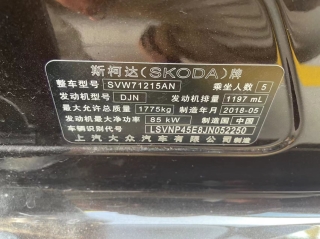 斯柯达(SKODA)牌
整车型号 SVW71215AN 乘坐人数 5
发动机型号 DJN 发动机排量 1197 mL
最大允许总质量 1775kg 制造年月 2018-05
发动机最大净功率 85 kW 制造国 中国
车辆识别代号 LSVNP45E8JN052250
上汽大众汽车有限公司 制造